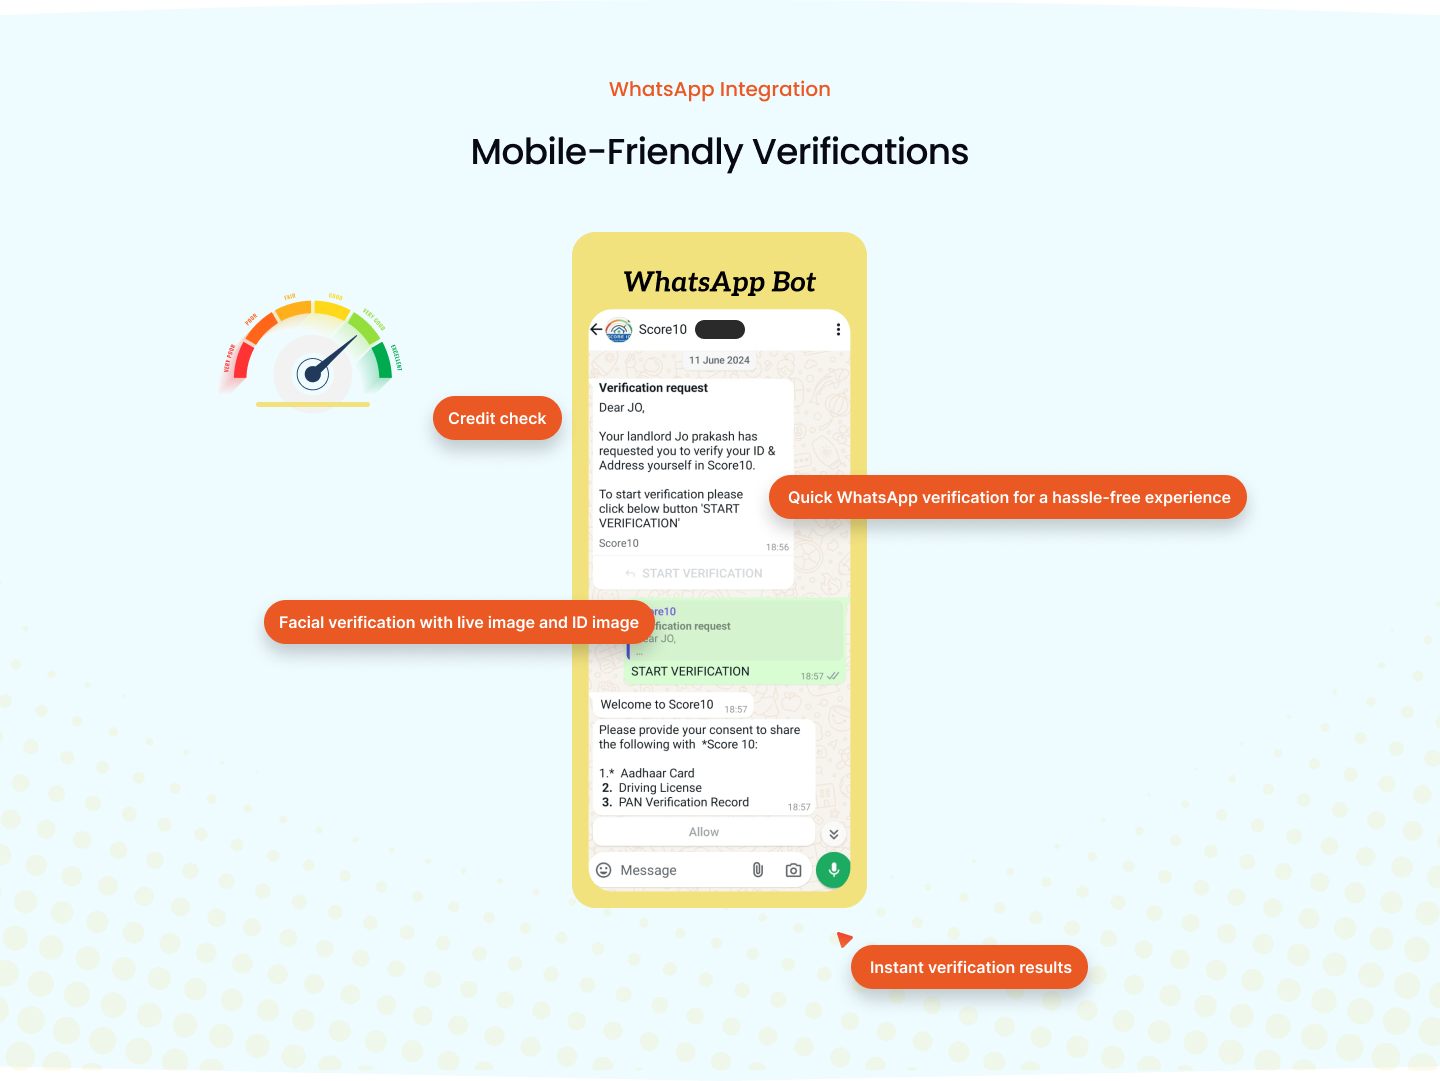 WhatsApp Integration
Mobile-Friendly Verifications
WhatsApp Bot
Score10
11 June 2024
Verification request
Dear JO,
Your landlord Jo prakash has
requested you to verify your ID &
Address yourself in Score10.
To start verification please
click below button 'START
VERIFICATION'
Score10
18:56
START VERIFICATION
VERY POOR
POOR
FAIR
GOOD
VERY GOOD
EXCELLENT
Credit check
Quick WhatsApp verification for a hassle-free experience
Facial verification with live image and ID image
ore10
fication request
ear JO,
...
START VERIFICATION
18:57
Welcome to Score10
18:57
Please provide your consent to share
the following with *Score 10:
1.* Aadhaar Card
2. Driving License
3. PAN Verification Record
18:57
Allow
Message
Instant verification results